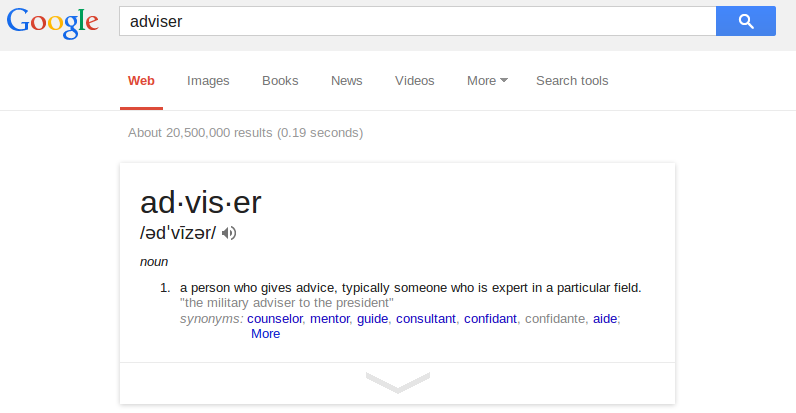 Google adviser
Web Images Books News Videos More Search tools
About 20,500,000 results (0.19 seconds)
ad·vis·er
/ədˈvīzər/
noun
1. a person who gives advice, typically someone who is expert in a particular field.
"the military adviser to the president"
synonyms: counselor, mentor, guide, consultant, confidant, confidante, aide;
More